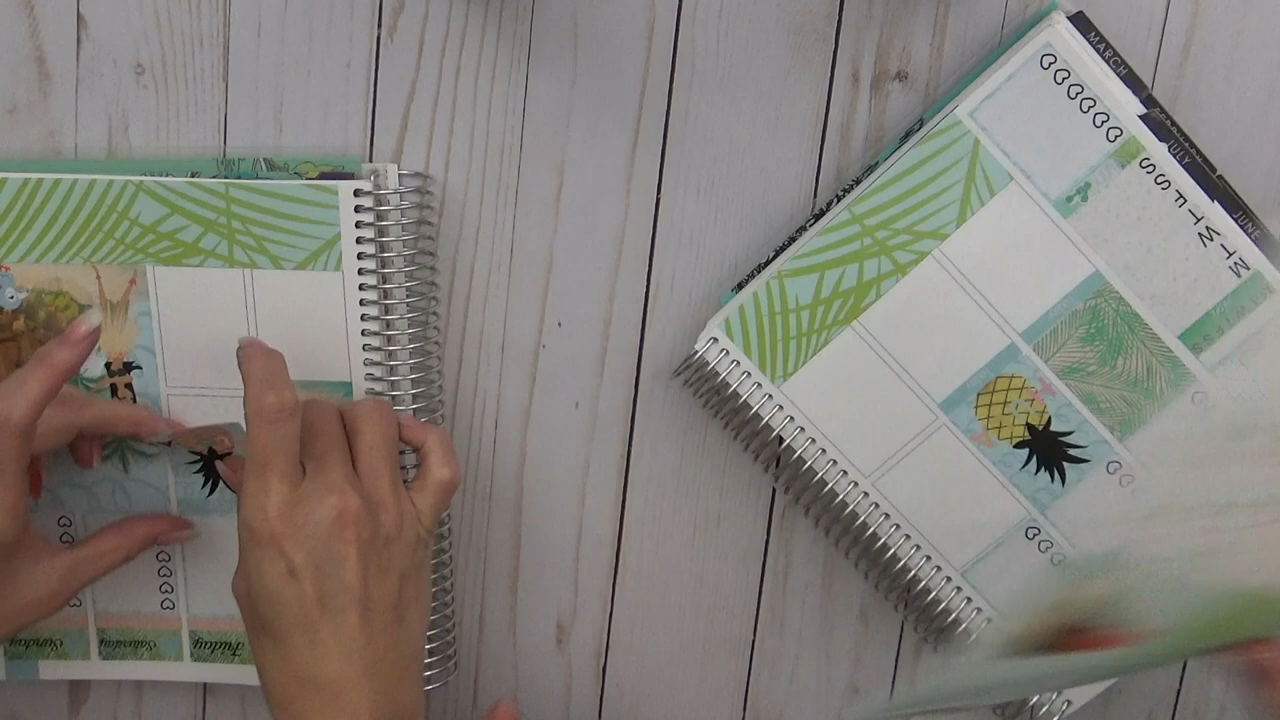 MARCH
JULY
JUNE
M T W T F S S
Sunday
Saturday
Friday